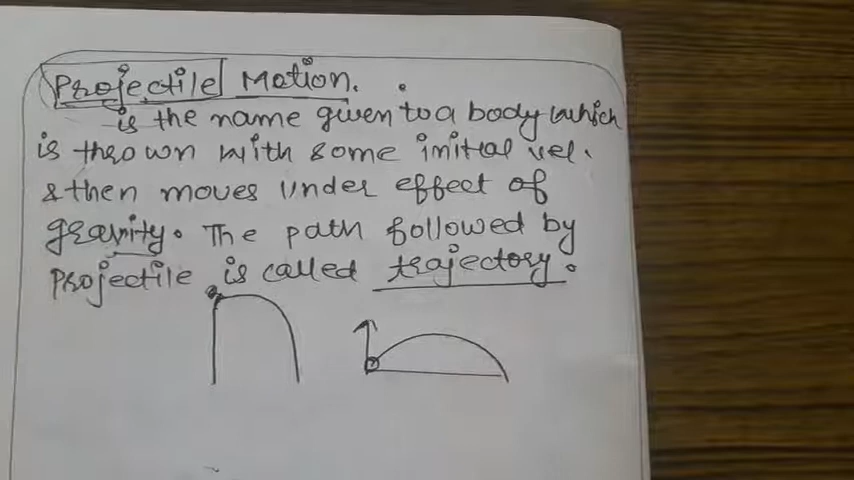 Projectile Motion.
is the name given to a body which
is thrown with some initial vel.
& then moves under effect of
gravity. The path followed by
Projectile is called trajectory.